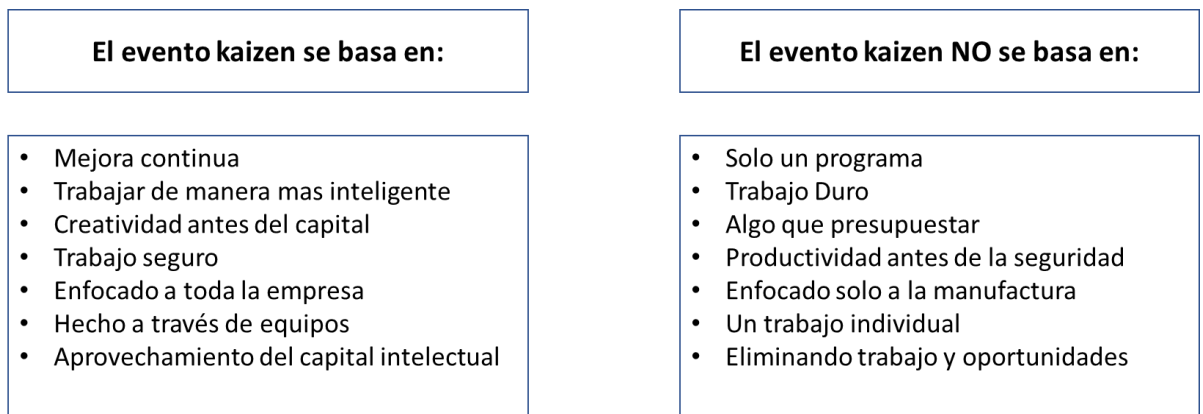 El evento kaizen se basa en:
• Mejora continua
• Trabajar de manera mas inteligente
• Creatividad antes del capital
• Trabajo seguro
• Enfocado a toda la empresa
• Hecho a través de equipos
• Aprovechamiento del capital intelectual
El evento kaizen NO se basa en:
• Solo un programa
• Trabajo Duro
• Algo que presupuestar
• Productividad antes de la seguridad
• Enfocado solo a la manufactura
• Un trabajo individual
• Eliminando trabajo y oportunidades